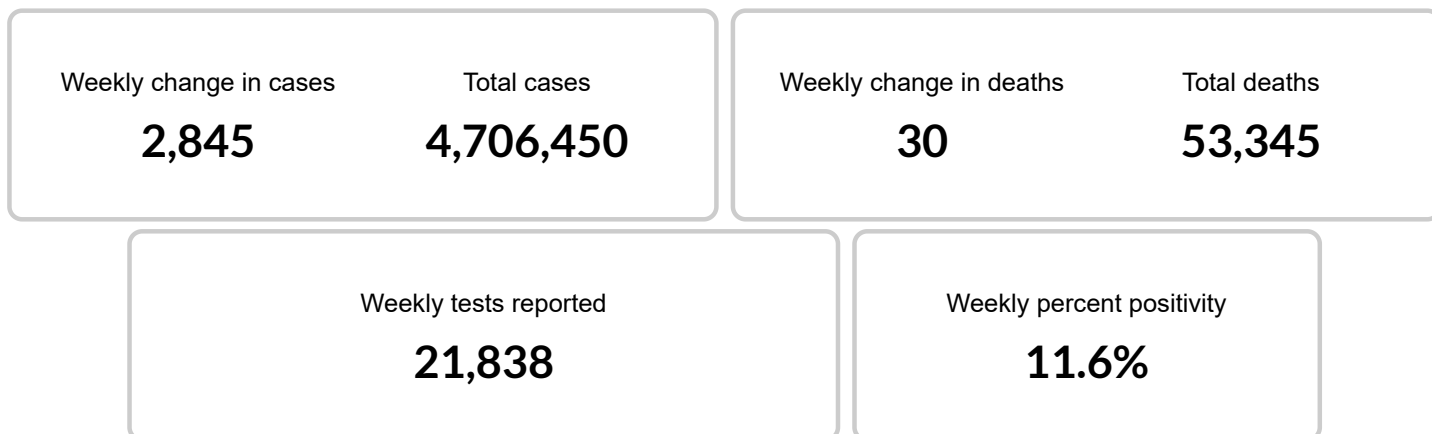 Weekly change in cases
2,845
Total cases
4,706,450
Weekly change in deaths
30
Total deaths
53,345
Weekly tests reported
21,838
Weekly percent positivity
11.6%